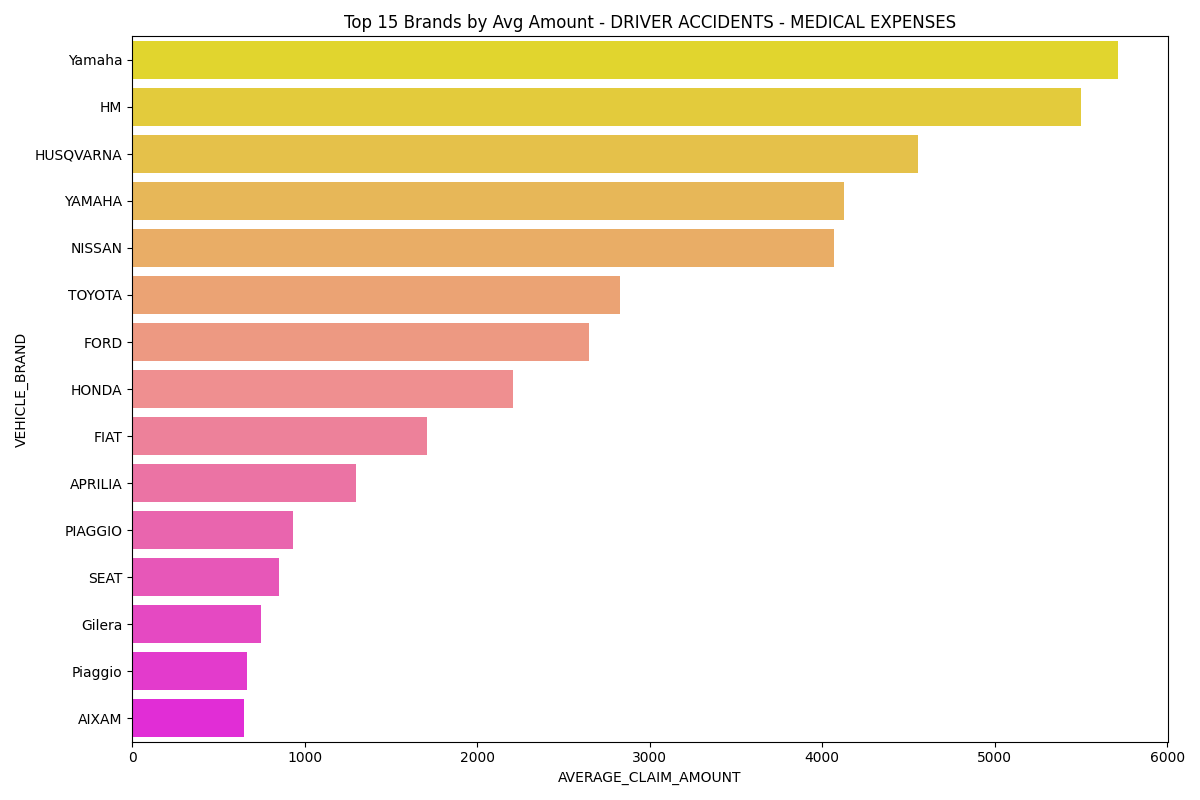 Top 15 Brands by Avg Amount - DRIVER ACCIDENTS - MEDICAL EXPENSES
VEHICLE_BRAND
Yamaha
HM
HUSQVARNA
YAMAHA
NISSAN
TOYOTA
FORD
HONDA
FIAT
APRILIA
PIAGGIO
SEAT
Gilera
Piaggio
AIXAM
0 1000 2000 3000 4000 5000 6000
AVERAGE_CLAIM_AMOUNT